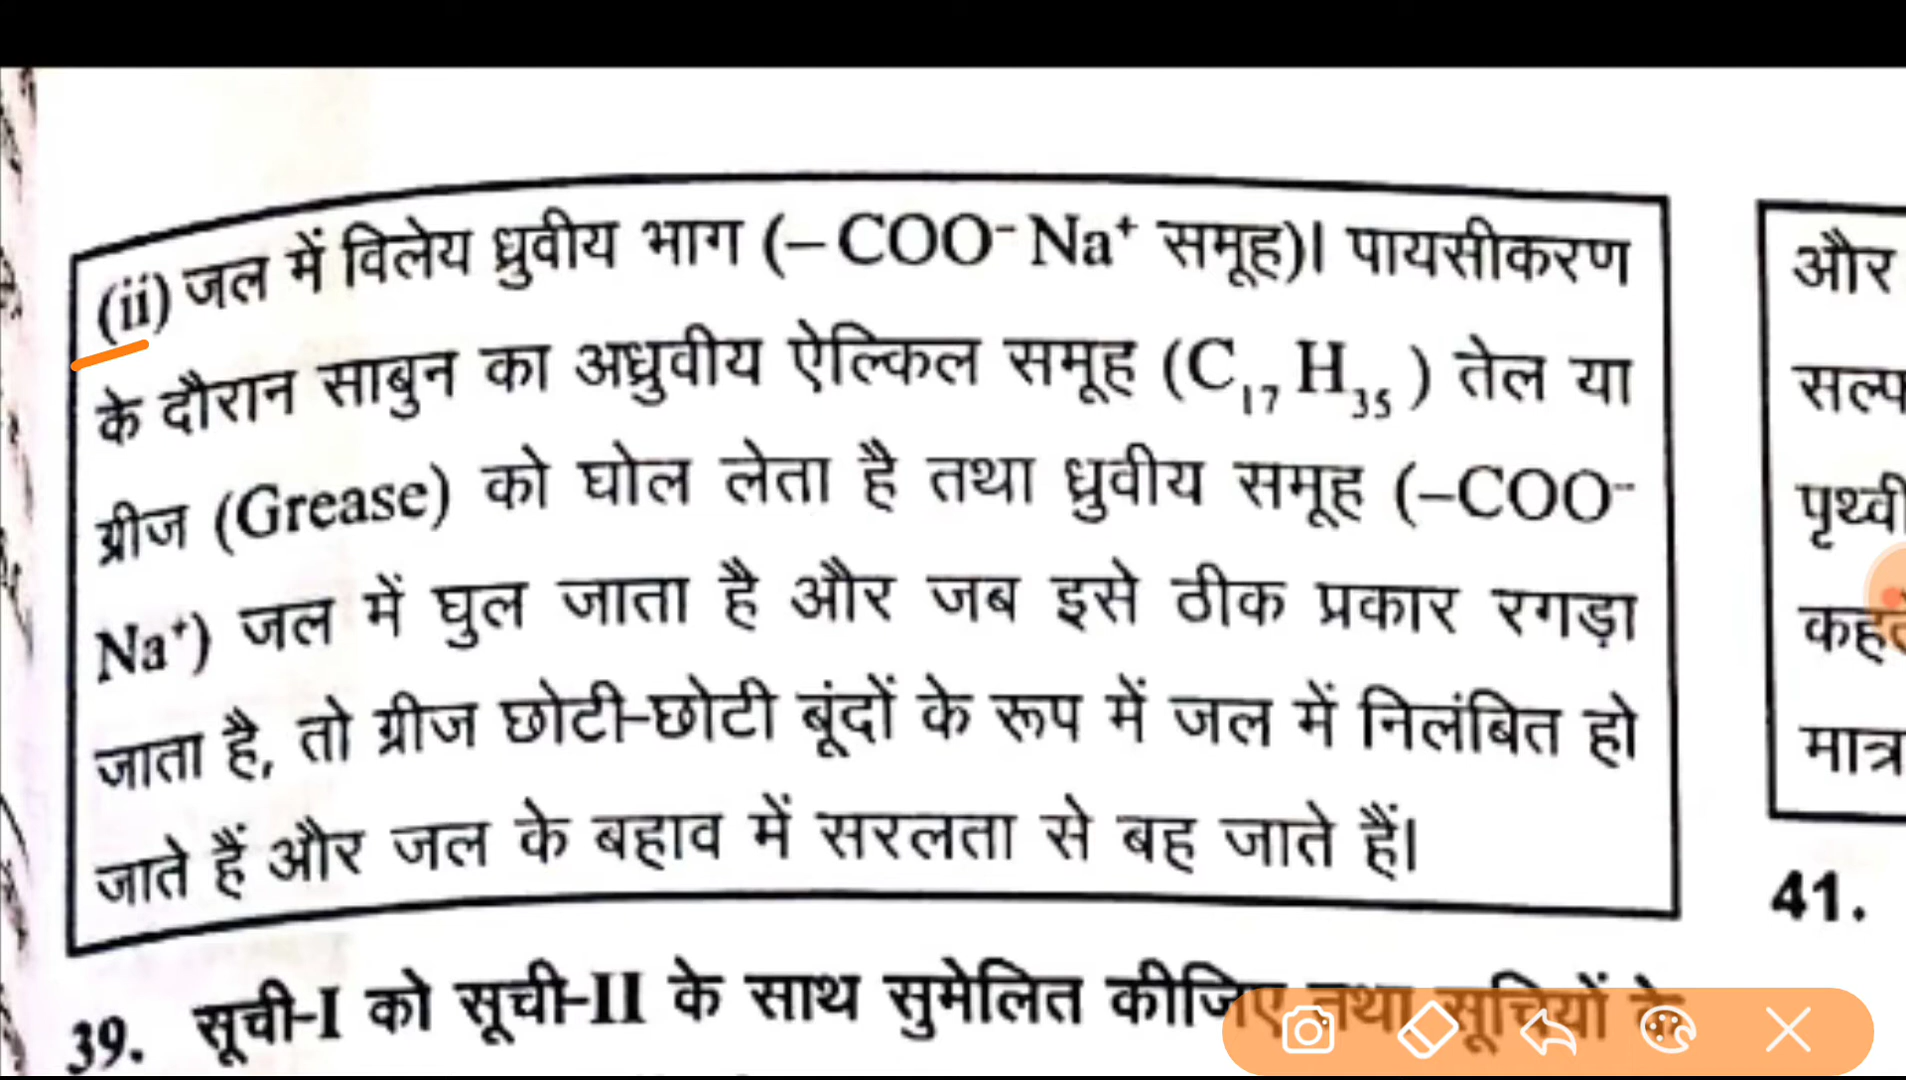 (ii) जल में विलेय ध्रुवीय भाग (–COO⁻Na⁺ समूह)। पायसीकरण
के दौरान साबुन का अध्रुवीय ऐल्किल समूह (C₁₇H₃₅) तेल या
ग्रीज (Grease) को घोल लेता है तथा ध्रुवीय समूह (–COO⁻
Na⁺) जल में घुल जाता है और जब इसे ठीक प्रकार रगड़ा
जाता है, तो ग्रीज छोटी-छोटी बूंदों के रूप में जल में निलंबित हो
जाते हैं और जल के बहाव में सरलता से बह जाते हैं।
39. सूची-I को सूची-II के साथ सुमेलित कीजिए तथा सूचियों के
और
सल्फ
पृथ्वी
मात्र
41.